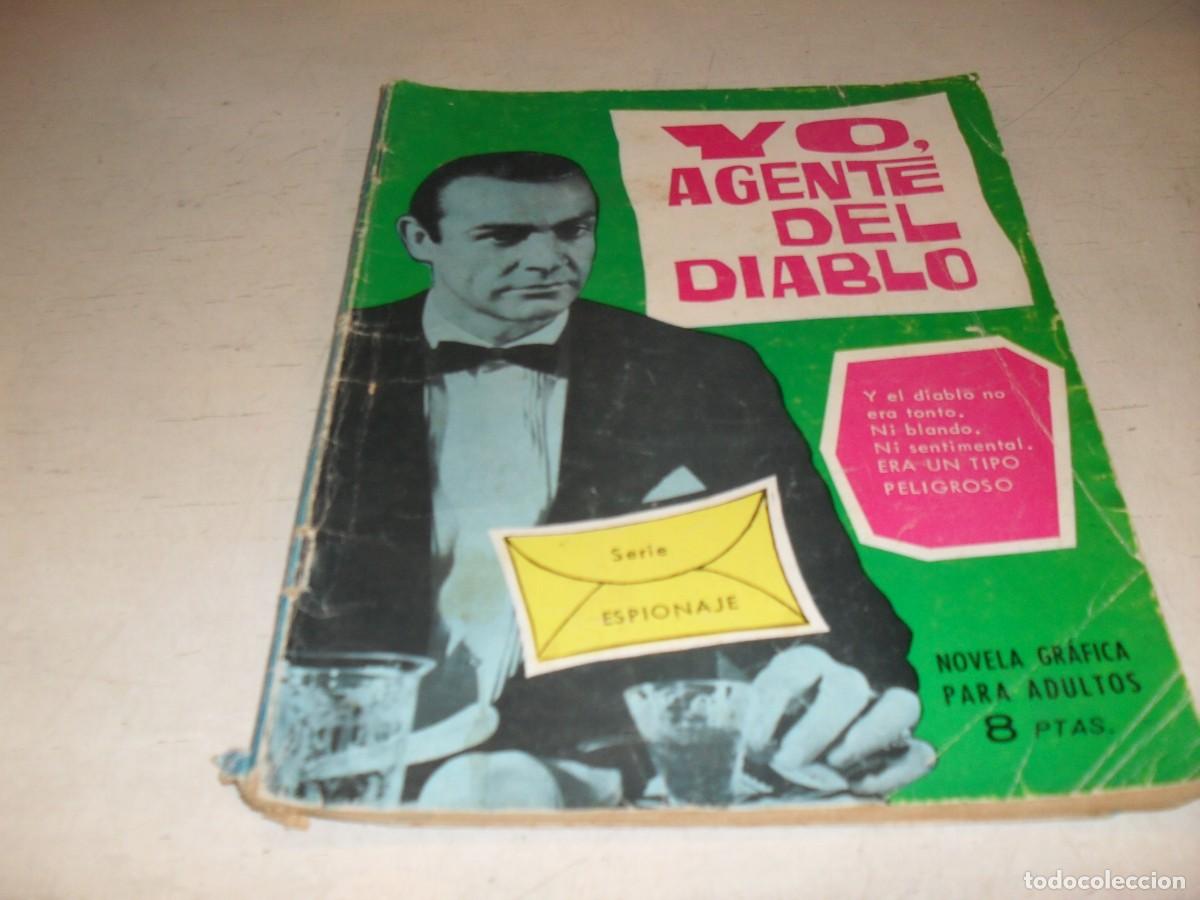 YO,
AGENTE
DEL
DIABLO
Y el diablo no
era tonto.
Ni blando.
Ni sentimental.
ERA UN TIPO
PELIGROSO
Serie
ESPIONAJE
NOVELA GRÁFICA
PARA ADULTOS
8 PTAS.
todocoleccion